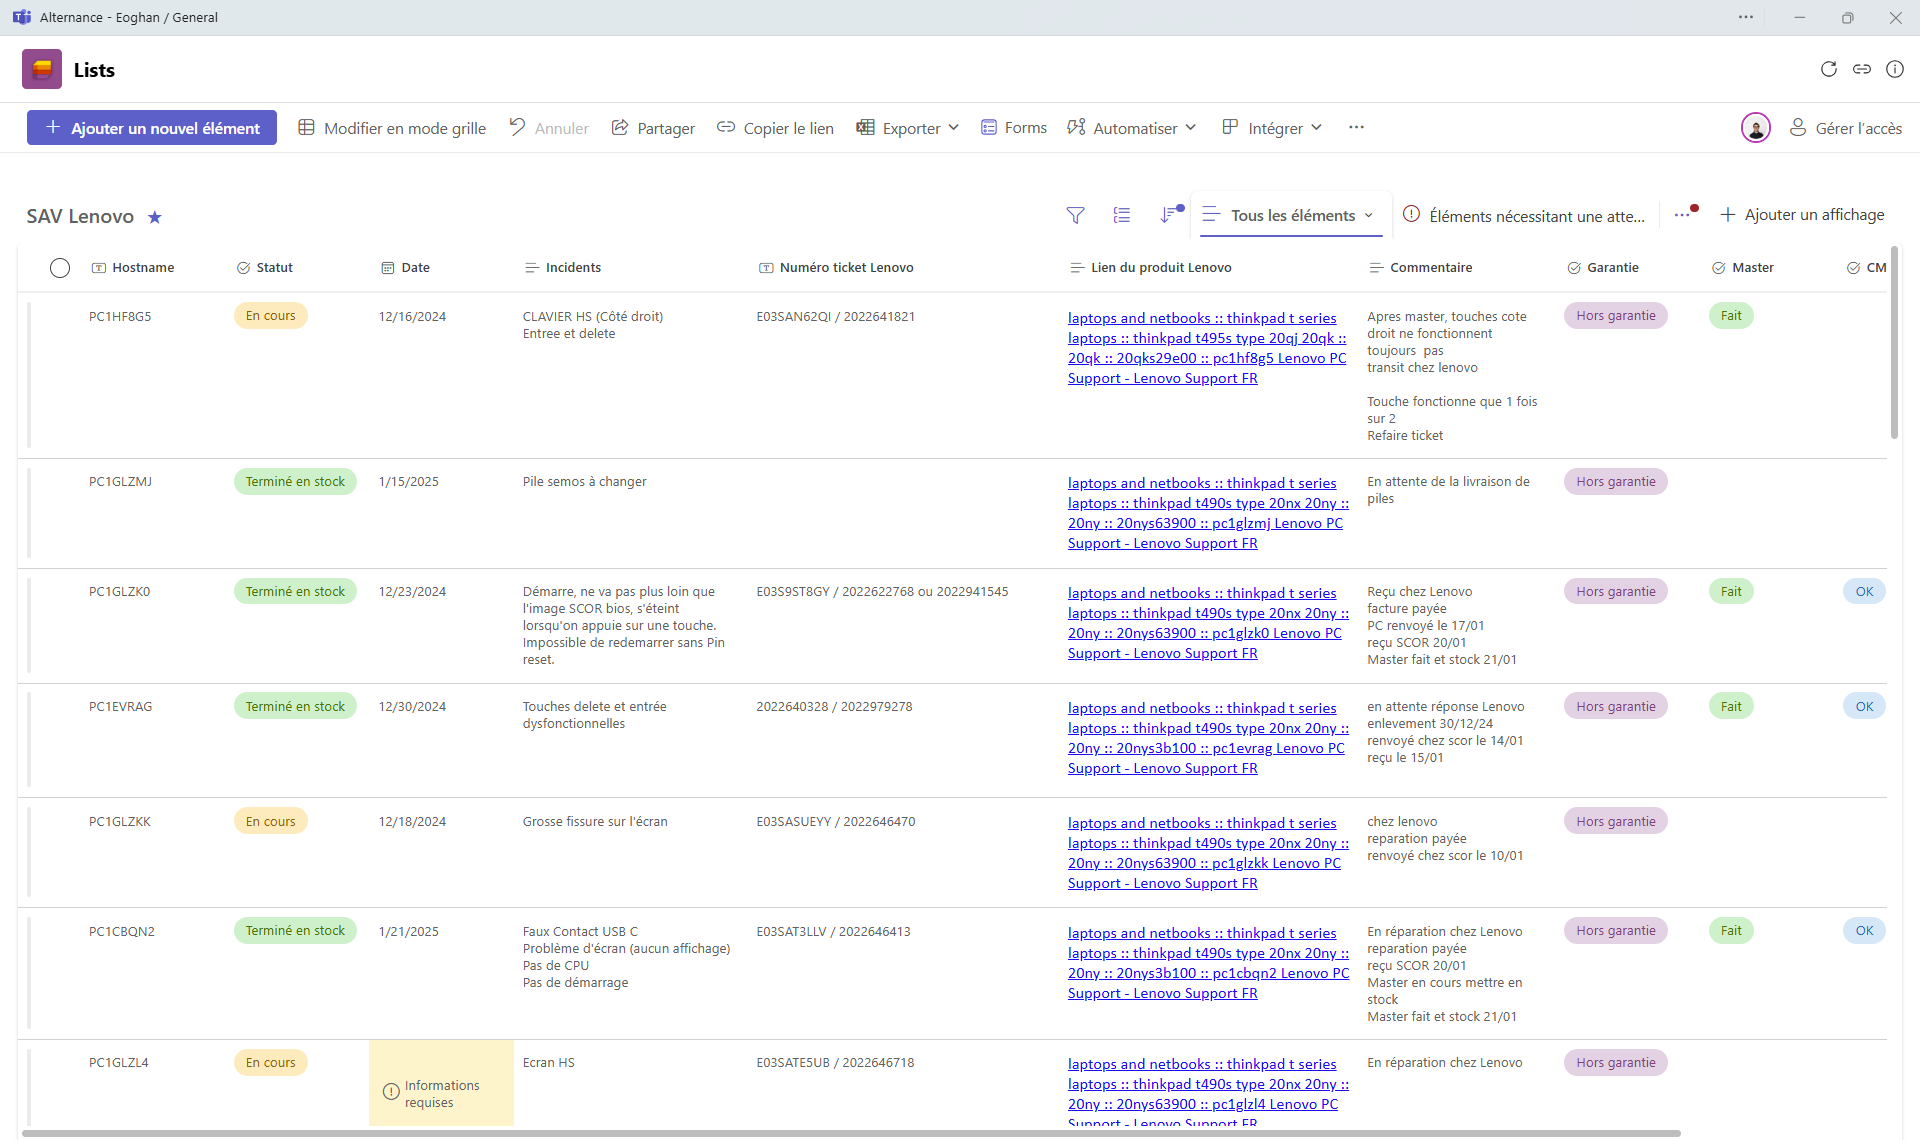 Alternance - Eoghan / General
Lists
Ajouter un nouvel élément
Modifier en mode grille
Annuler
Partager
Copier le lien
Exporter
Forms
Automatiser
Intégrer
Gérer l'accès
SAV Lenovo
Tous les éléments
Éléments nécessitant une atte...
Ajouter un affichage
Hostname
Statut
Date
Incidents
Numéro ticket Lenovo
Lien du produit Lenovo
Commentaire
Garantie
Master
CM
PC1HF8G5
En cours
12/16/2024
CLAVIER HS (Côté droit)
Entree et delete
E03SAN62QI / 2022641821
laptops and netbooks :: thinkpad t series
laptops :: thinkpad t495s type 20qj 20qk ::
20qk :: 20qks29e00 :: pc1hf8g5 Lenovo PC
Support - Lenovo Support FR
Apres master, touches cote
droit ne fonctionnent
toujours  pas
transit chez lenovo
Touche fonctionne que 1 fois
sur 2
Refaire ticket
Hors garantie
Fait
PC1GLZMJ
Terminé en stock
1/15/2025
Pile semos à changer
laptops and netbooks :: thinkpad t series
laptops :: thinkpad t490s type 20nx 20ny ::
20ny :: 20nys63900 :: pc1glzmj Lenovo PC
Support - Lenovo Support FR
En attente de la livraison de
piles
Hors garantie
PC1GLZK0
Terminé en stock
12/23/2024
Démarre, ne va pas plus loin que
l'image SCOR bios, s'éteint
lorsqu'on appuie sur une touche.
Impossible de redemarrer sans Pin
reset.
E03S9ST8GY / 2022622768 ou 2022941545
laptops and netbooks :: thinkpad t series
laptops :: thinkpad t490s type 20nx 20ny ::
20ny :: 20nys63900 :: pc1glzk0 Lenovo PC
Support - Lenovo Support FR
Reçu chez Lenovo
facture payée
PC renvoyé le 17/01
reçu SCOR 20/01
Master fait et stock 21/01
Hors garantie
Fait
OK
PC1EVRAG
Terminé en stock
12/30/2024
Touches delete et entrée
dysfonctionnelles
2022640328 / 2022979278
laptops and netbooks :: thinkpad t series
laptops :: thinkpad t490s type 20nx 20ny ::
20ny :: 20nys3b100 :: pc1evrag Lenovo PC
Support - Lenovo Support FR
en attente réponse Lenovo
enlevement 30/12/24
renvoyé chez scor le 14/01
reçu le 15/01
Hors garantie
Fait
OK
PC1GLZKK
En cours
12/18/2024
Grosse fissure sur l'écran
E03SASUEYY / 2022646470
laptops and netbooks :: thinkpad t series
laptops :: thinkpad t490s type 20nx 20ny ::
20ny :: 20nys63900 :: pc1glzkk Lenovo PC
Support - Lenovo Support FR
chez lenovo
reparation payée
renvoyé chez scor le 10/01
Hors garantie
PC1CBQN2
Terminé en stock
1/21/2025
Faux Contact USB C
Problème d'écran (aucun affichage)
Pas de CPU
Pas de démarrage
E03SAT3LLV / 2022646413
laptops and netbooks :: thinkpad t series
laptops :: thinkpad t490s type 20nx 20ny ::
20ny :: 20nys3b100 :: pc1cbqn2 Lenovo PC
Support - Lenovo Support FR
En réparation chez Lenovo
reparation payée
reçu SCOR 20/01
Master en cours mettre en
stock
Master fait et stock 21/01
Hors garantie
Fait
OK
PC1GLZL4
En cours
Informations
requises
Ecran HS
E03SATE5UB / 2022646718
laptops and netbooks :: thinkpad t series
laptops :: thinkpad t490s type 20nx 20ny ::
20ny :: 20nys63900 :: pc1glzl4 Lenovo PC
Support - Lenovo Support FR
En réparation chez Lenovo
Hors garantie